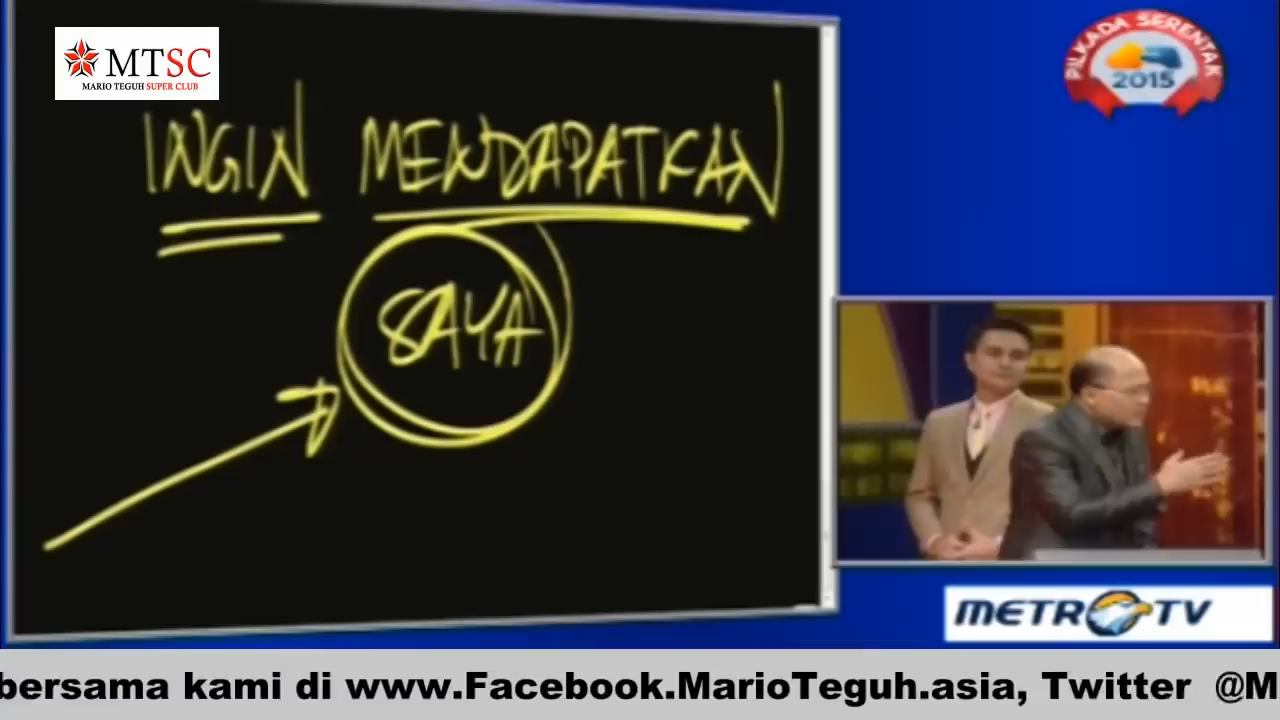 MTSC
MARIO TEGUH SUPER CLUB
PILKADA SERENTAK
2015
INGIN MENDAPATKAN
SAYA
METRO TV
bersama kami di www.Facebook.MarioTeguh.asia, Twitter @M